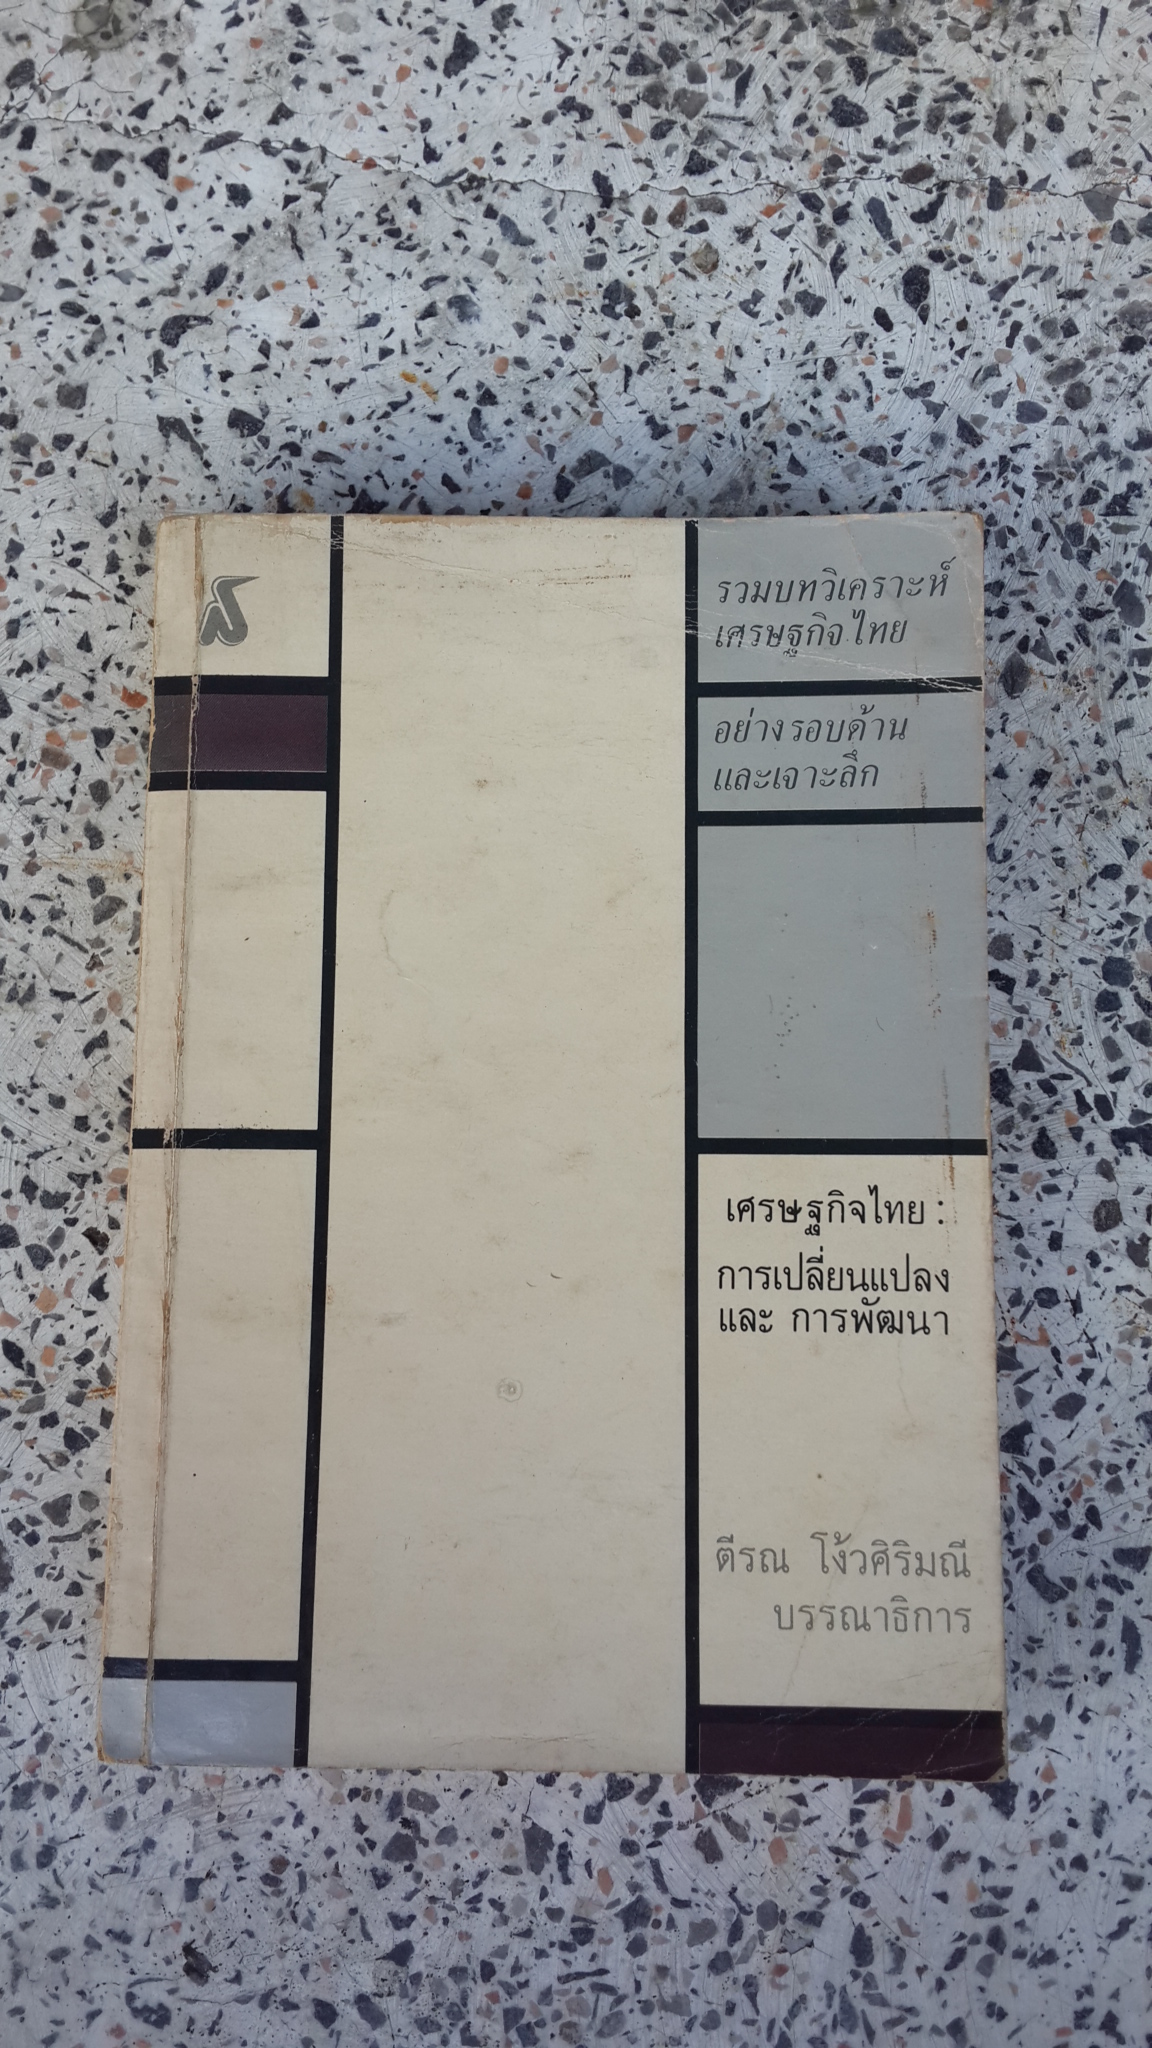 รวมบทวิเคราะห์
เศรษฐกิจไทย
อย่างรอบด้าน
และเจาะลึก
เศรษฐกิจไทย :
การเปลี่ยนแปลง
และ การพัฒนา
ตีรณ โง้วศิริมณี
บรรณาธิการ